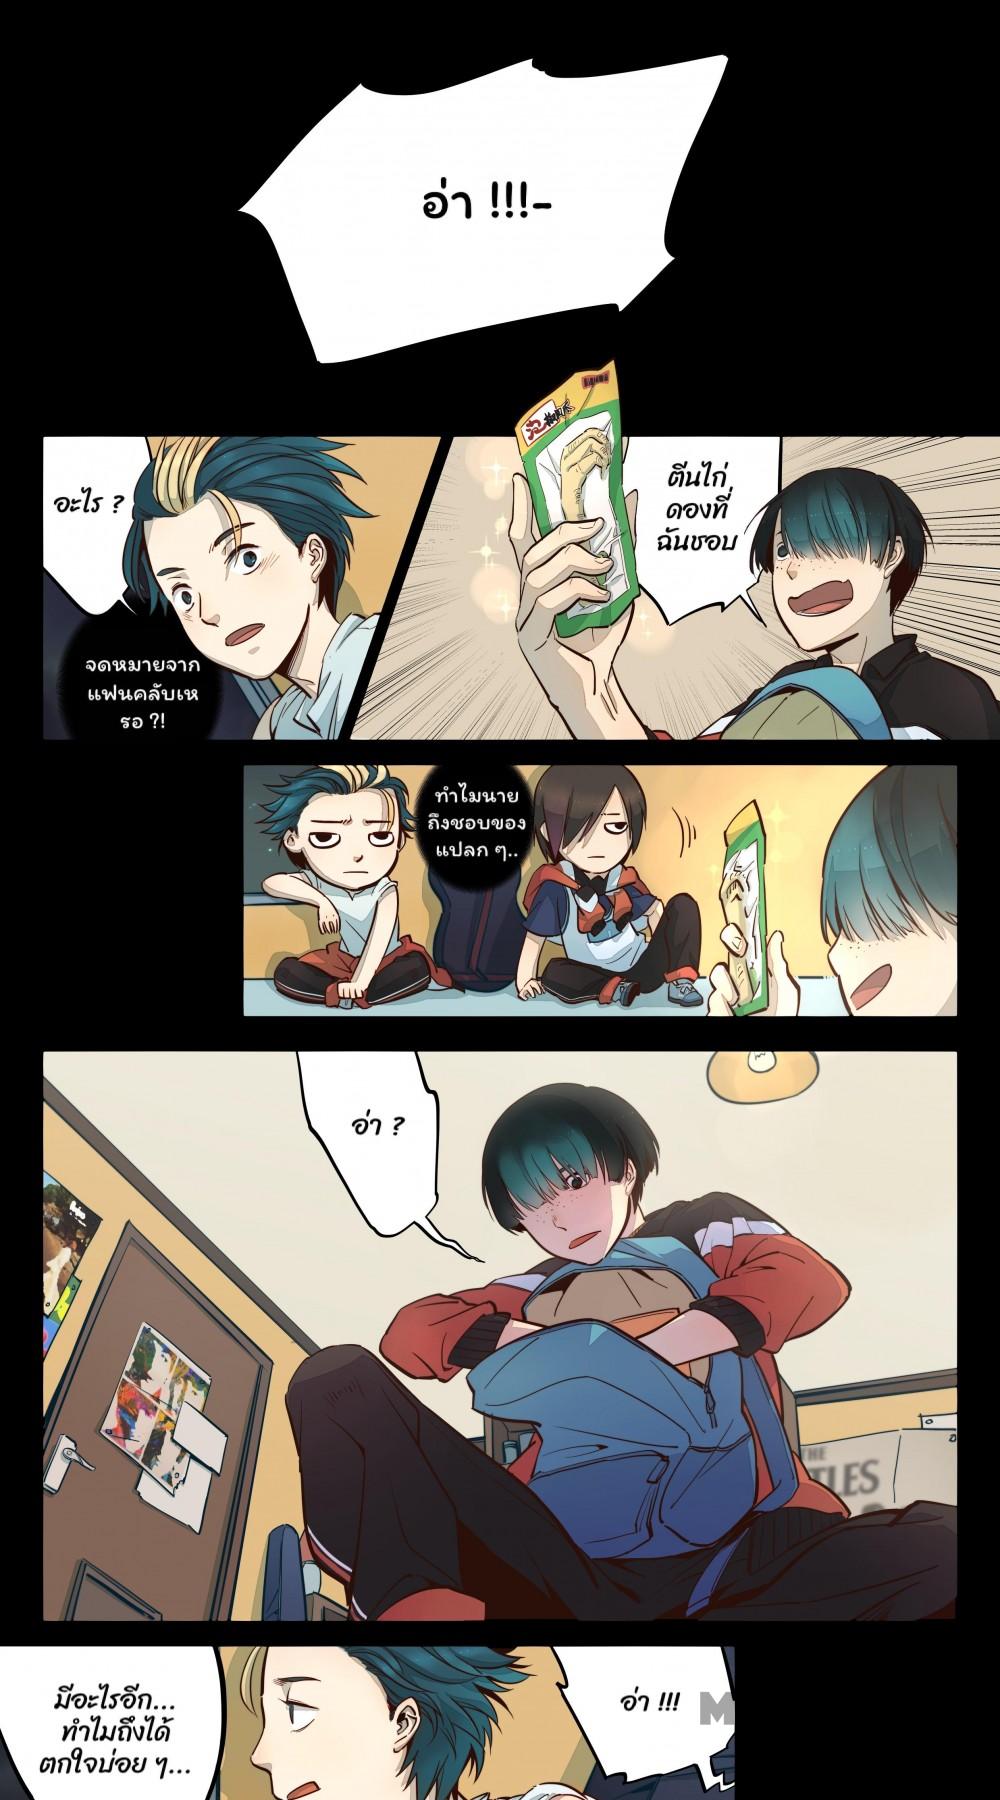 อ่า !!!-
อะไร ?
จดหมายจาก
แฟนคลับเห
รอ ?!
ตีนไก่
ดองที่
ฉันชอบ
ทำไมนาย
ถึงชอบของ
แปลก ๆ..
อ่า ?
THE
TLES
มีอะไรอีก...
ทำไมถึงได้
ตกใจบ่อย ๆ...
อ่า !!!
M